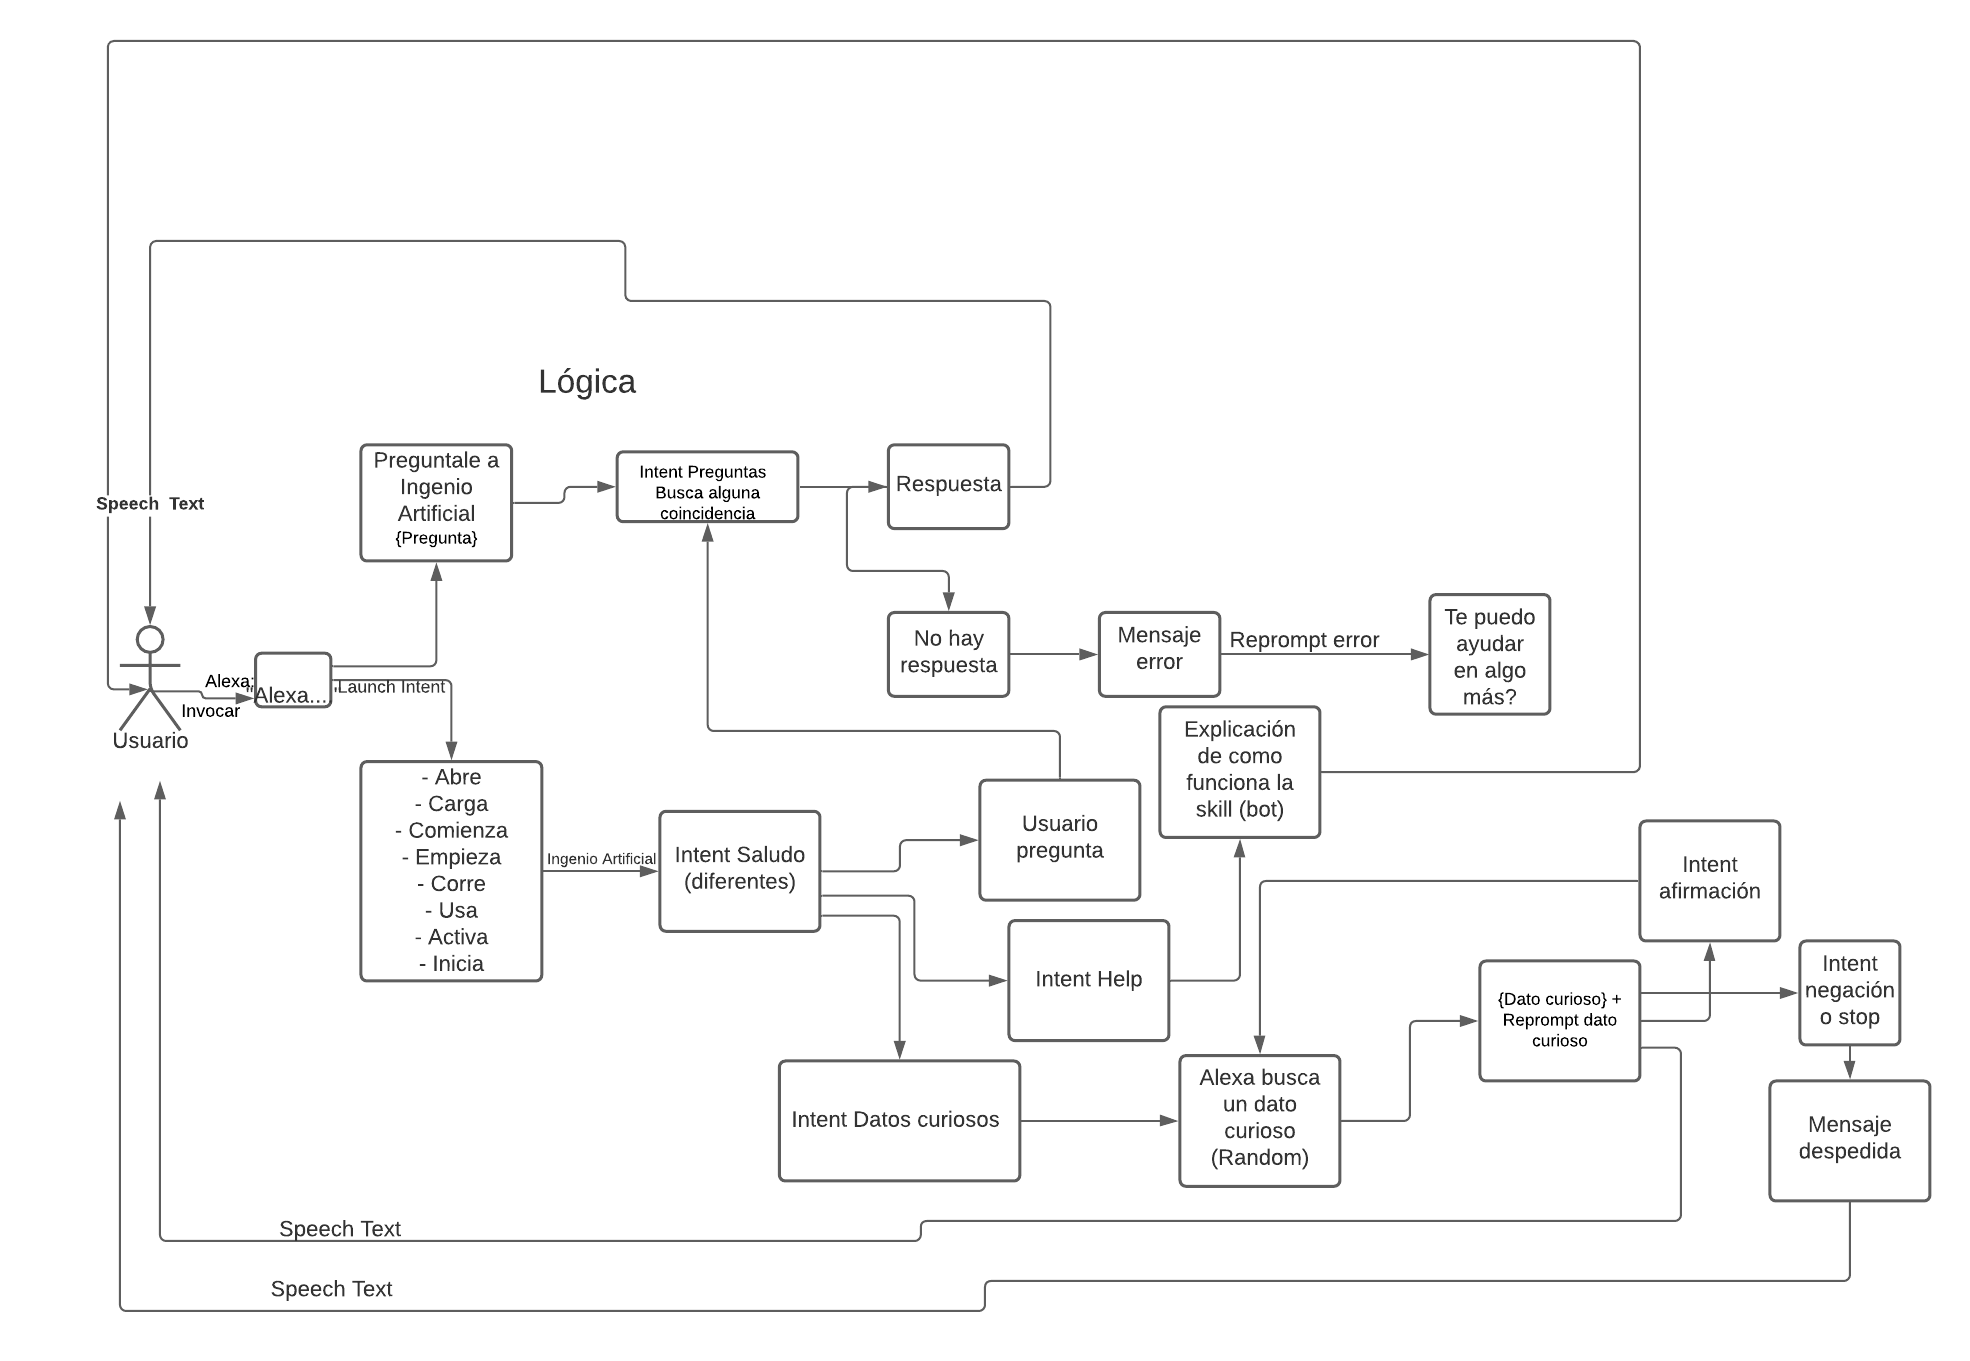 Lógica
Preguntale a
Ingenio
Artificial
{Pregunta}
Intent Preguntas
Busca alguna
coincidencia
Respuesta
Speech Text
No hay
respuesta
Mensaje
error
Reprompt error
Te puedo
ayudar
en algo
más?
Alexa;
"Alexa..."
Launch Intent
Invocar
Usuario
Explicación
de como
funciona la
skill (bot)
- Abre
- Carga
- Comienza
- Empieza
- Corre
- Usa
- Activa
- Inicia
Ingenio Artificial
Intent Saludo
(diferentes)
Usuario
pregunta
Intent
afirmación
Intent Help
{Dato curioso} +
Reprompt dato
curioso
Intent
negación
o stop
Intent Datos curiosos
Alexa busca
un dato
curioso
(Random)
Mensaje
despedida
Speech Text
Speech Text